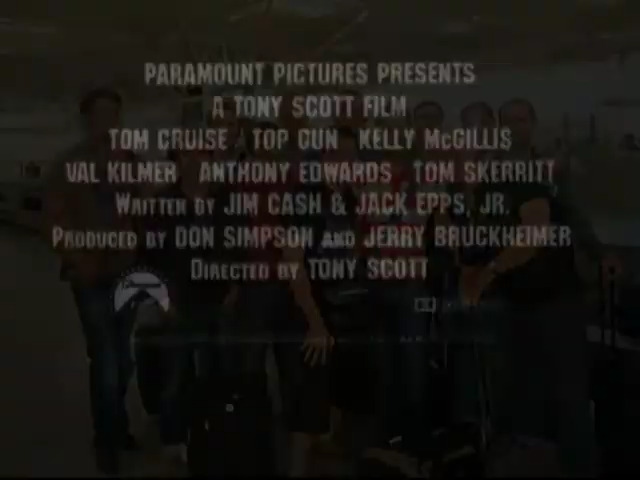 PARAMOUNT PICTURES PRESENTS
A TONY SCOTT FILM
TOM CRUISE TOP GUN KELLY McGILLIS
VAL KILMER ANTHONY EDWARDS TOM SKERRITT
WRITTEN BY JIM CASH & JACK EPPS, JR.
PRODUCED BY DON SIMPSON AND JERRY BRUCKHEIMER
DIRECTED BY TONY SCOTT